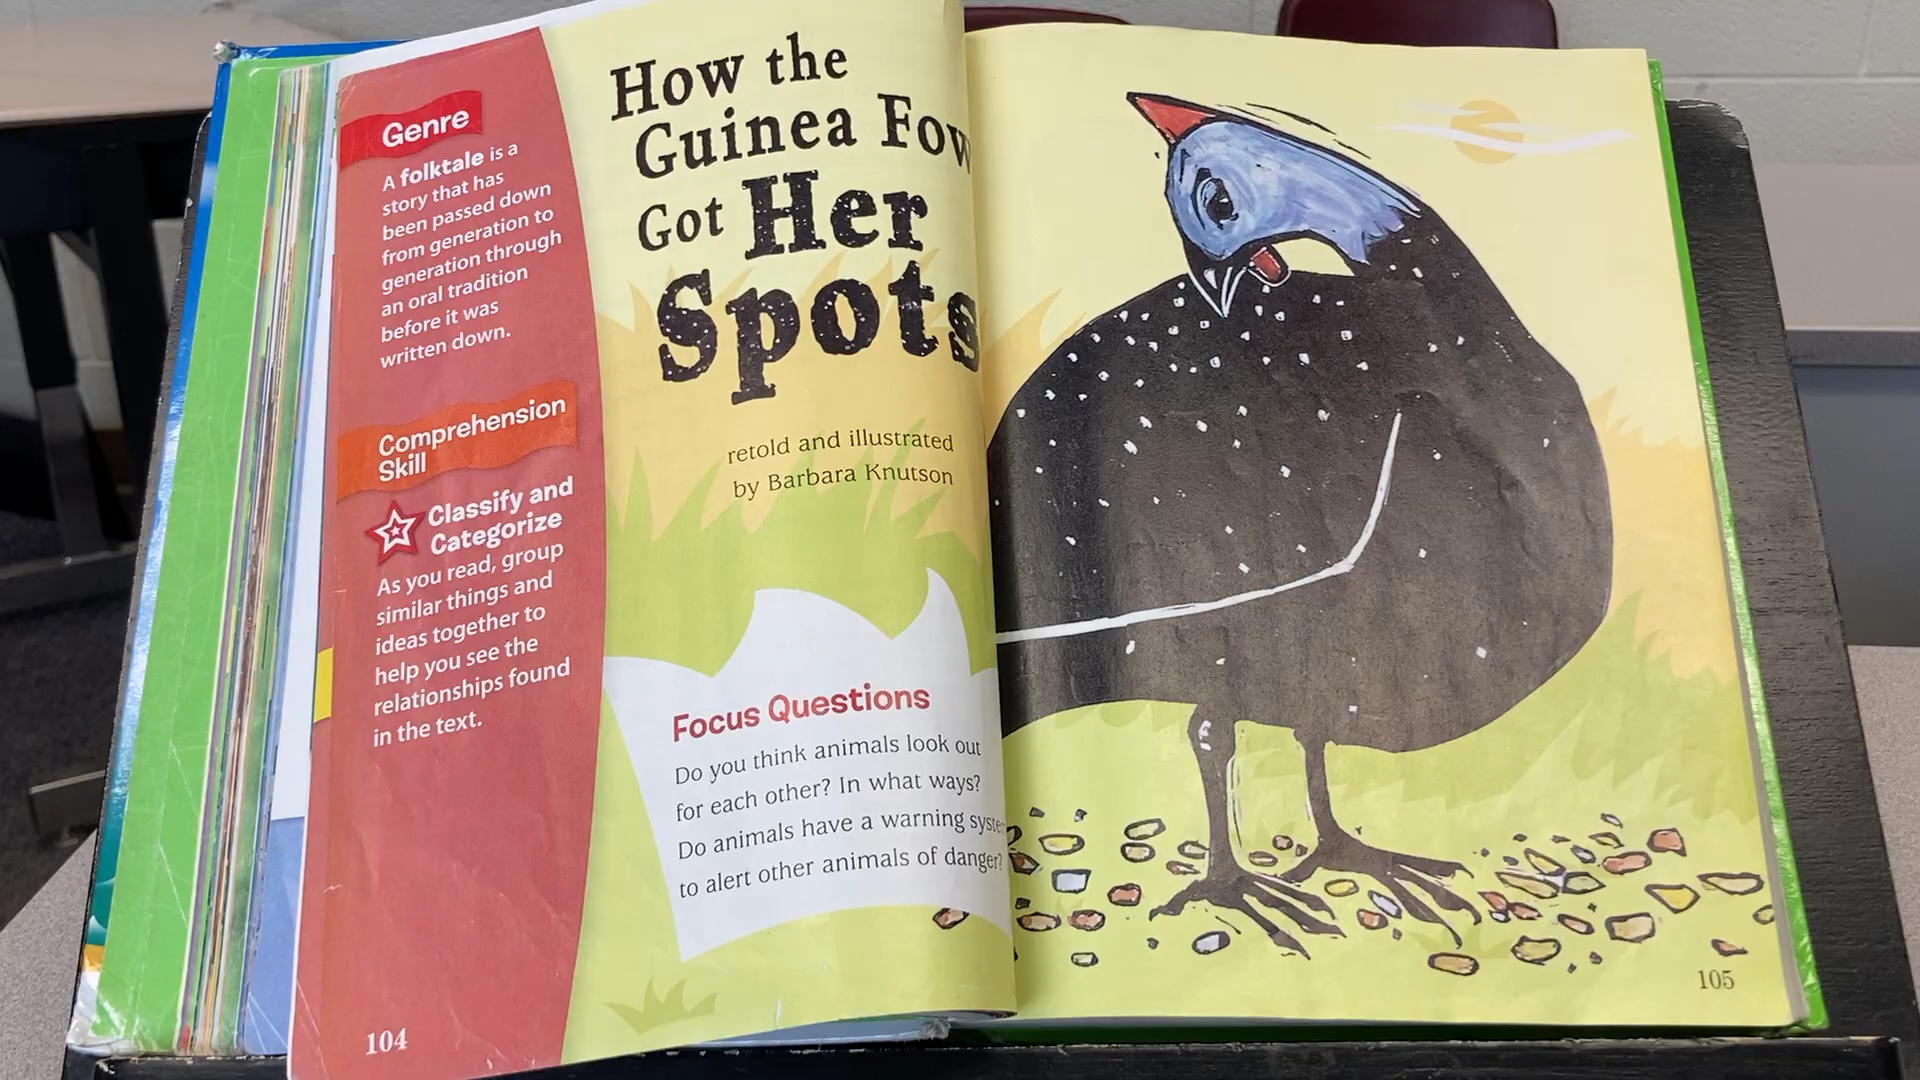 Genre
A folktale is a
story that has
been passed down
from generation to
generation through
an oral tradition
before it was
written down.
Comprehension
Skill
Classify and
Categorize
As you read, group
similar things and
ideas together to
help you see the
relationships found
in the text.
104
How the
Guinea Fow
Got Her
Spots
retold and illustrated
by Barbara Knutson
Focus Questions
Do you think animals look out
for each other? In what ways?
Do animals have a warning syste
to alert other animals of danger?
105